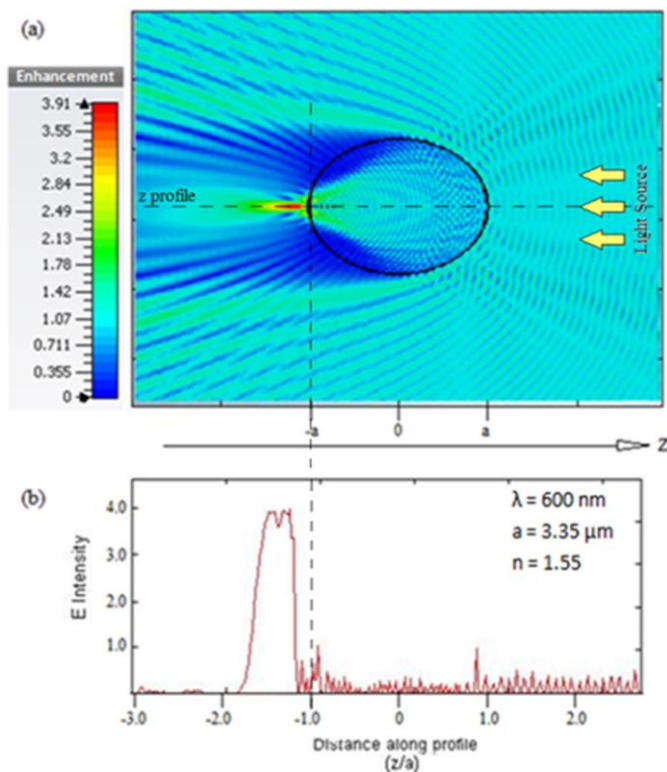 (a)
Enhancement
3.91
3.55
3.2
2.84
2.49
2.13
1.78
1.42
1.07
0.711
0.355
0
z profile
Light Source
-a
0
a
Z
(b)
E Intensity
4.0
3.0
2.0
1.0
λ = 600 nm
a = 3.35 μm
n = 1.55
-3.0
-2.0
-1.0
0
1.0
2.0
Distance along profile
(z/a)